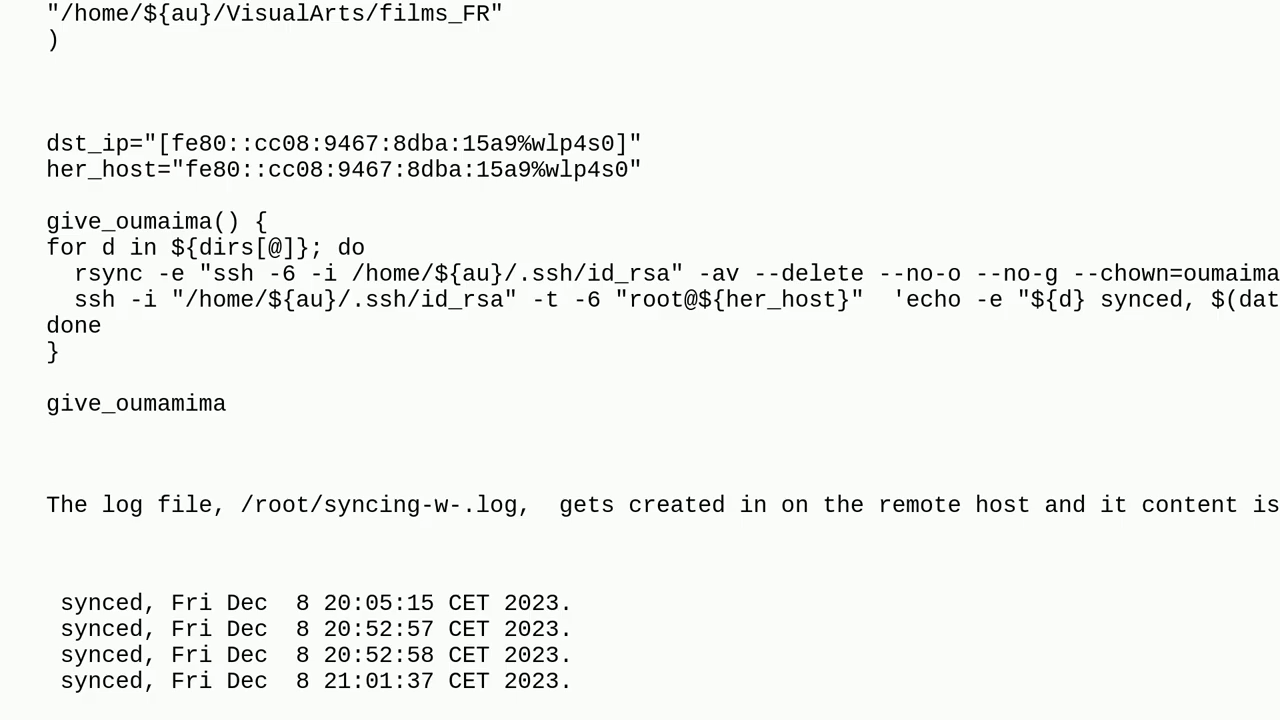 "/home/${au}/VisualArts/films_FR"
)
dst_ip="[fe80::cc08:9467:8dba:15a9%wlp4s0]"
her_host="fe80::cc08:9467:8dba:15a9%wlp4s0"
give_oumaima() {
for d in ${dirs[@]}; do
  rsync -e "ssh -6 -i /home/${au}/.ssh/id_rsa" -av --delete --no-o --no-g --chown=oumaima
  ssh -i "/home/${au}/.ssh/id_rsa" -t -6 "root@${her_host}"  'echo -e "${d} synced, $(dat
done
}
give_oumamima
The log file, /root/syncing-w-.log,  gets created in on the remote host and it content is
 synced, Fri Dec  8 20:05:15 CET 2023.
 synced, Fri Dec  8 20:52:57 CET 2023.
 synced, Fri Dec  8 20:52:58 CET 2023.
 synced, Fri Dec  8 21:01:37 CET 2023.